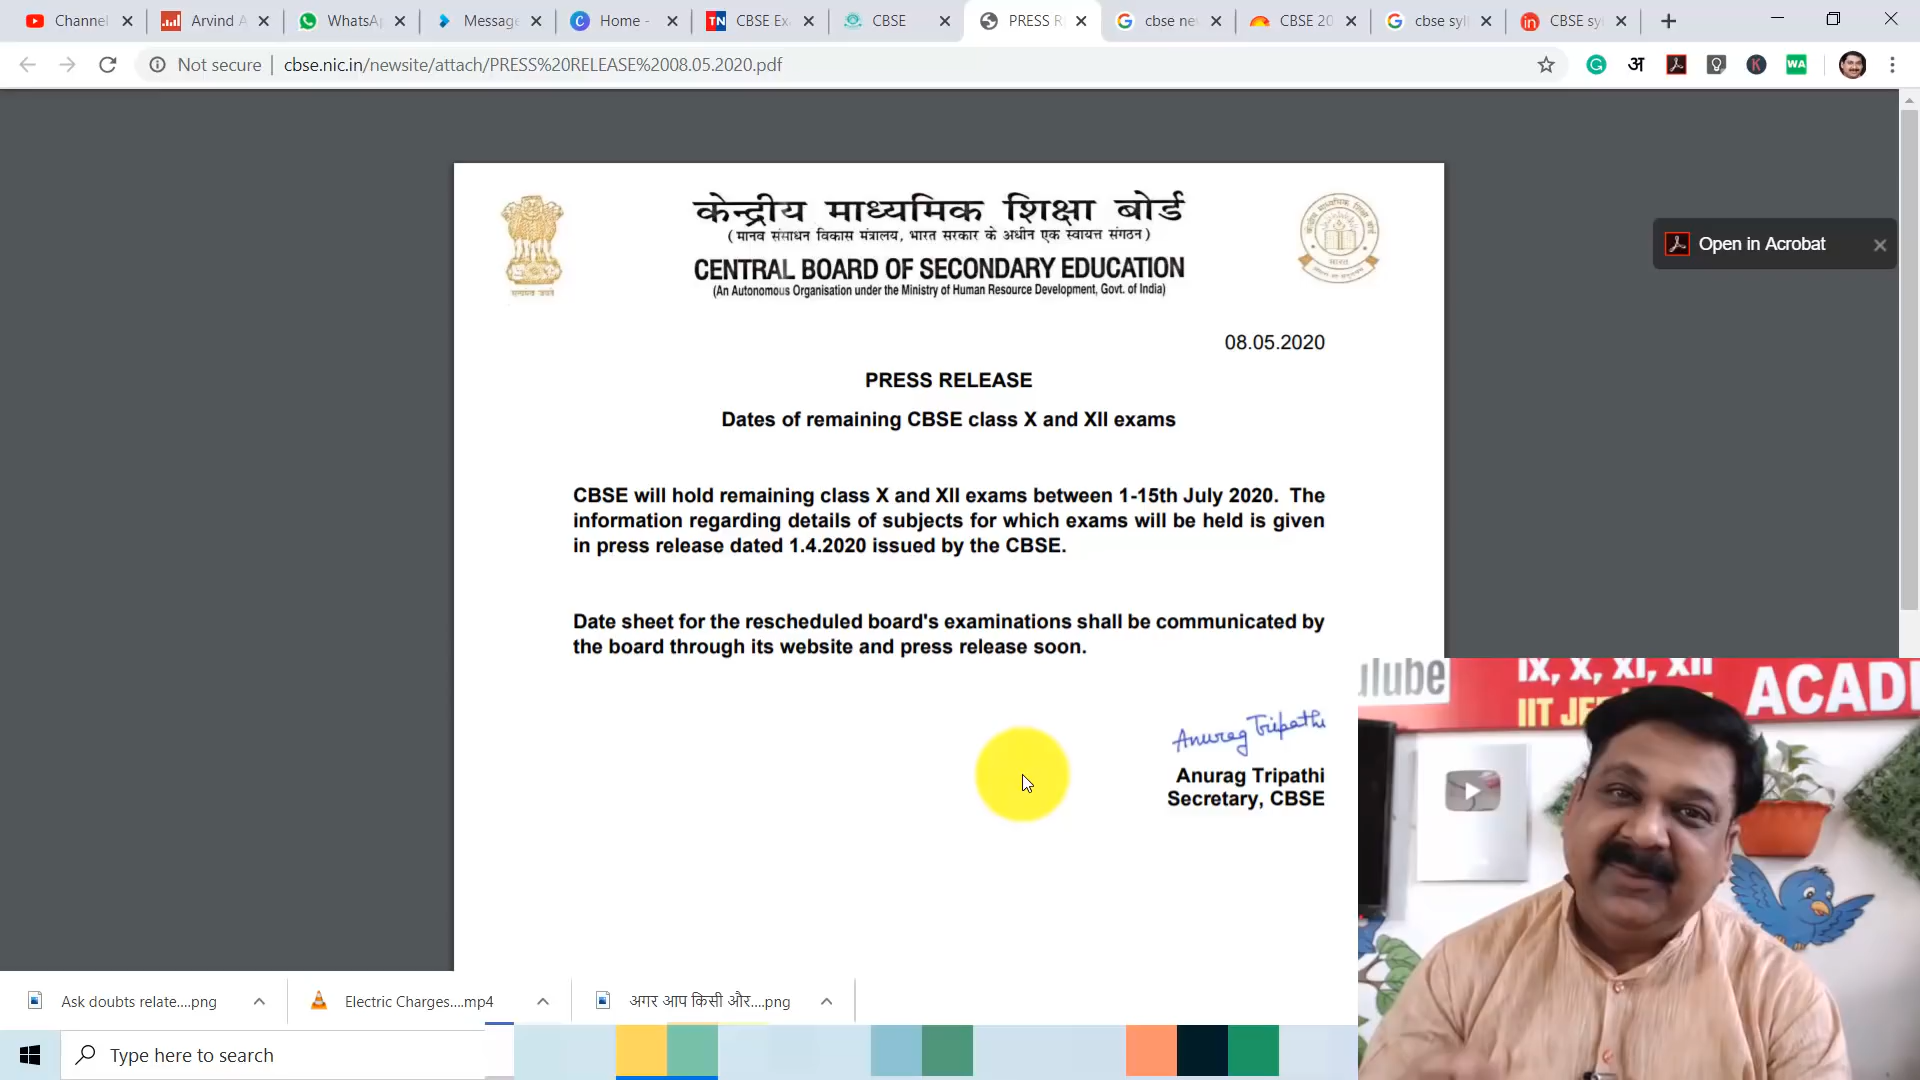 Channel
Arvind A
WhatsAp
Message
Home -
CBSE Ex
CBSE
PRESS R
cbse ne
CBSE 20
cbse syl
CBSE sy
Not secure | cbse.nic.in/newsite/attach/PRESS%20RELEASE%2008.05.2020.pdf
अ
K
WA
Open in Acrobat
केन्द्रीय माध्यमिक शिक्षा बोर्ड
(मानव संसाधन विकास मंत्रालय, भारत सरकार के अधीन एक स्वायत्त संगठन)
CENTRAL BOARD OF SECONDARY EDUCATION
(An Autonomous Organisation under the Ministry of Human Resource Development, Govt. of India)
सत्यमेव जयते
भारत
08.05.2020
PRESS RELEASE
Dates of remaining CBSE class X and XII exams
CBSE will hold remaining class X and XII exams between 1-15th July 2020. The
information regarding details of subjects for which exams will be held is given
in press release dated 1.4.2020 issued by the CBSE.
Date sheet for the rescheduled board's examinations shall be communicated by
the board through its website and press release soon.
Anurag Tripathi
Anurag Tripathi
Secretary, CBSE
IX, X, XI, XII
IIT JEE
ACAD
Ask doubts relate....png
Electric Charges....mp4
अगर आप किसी और....png
Type here to search